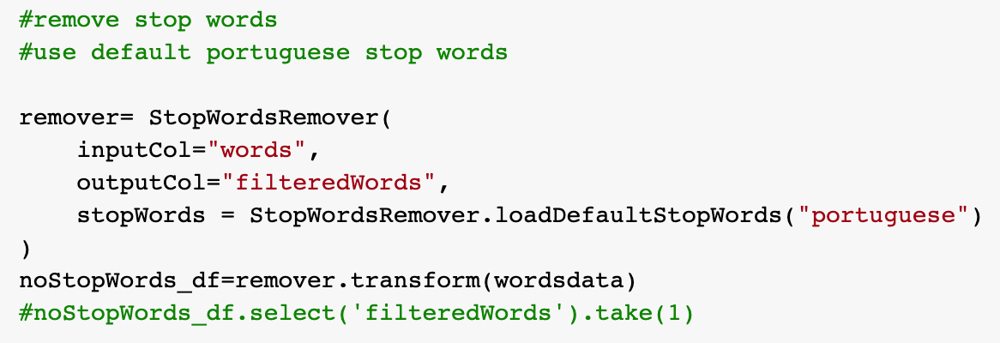 #remove stop words
#use default portuguese stop words
remover= StopWordsRemover(
    inputCol="words",
    outputCol="filteredWords",
    stopWords = StopWordsRemover.loadDefaultStopWords("portuguese")
)
noStopWords_df=remover.transform(wordsdata)
#noStopWords_df.select('filteredWords').take(1)